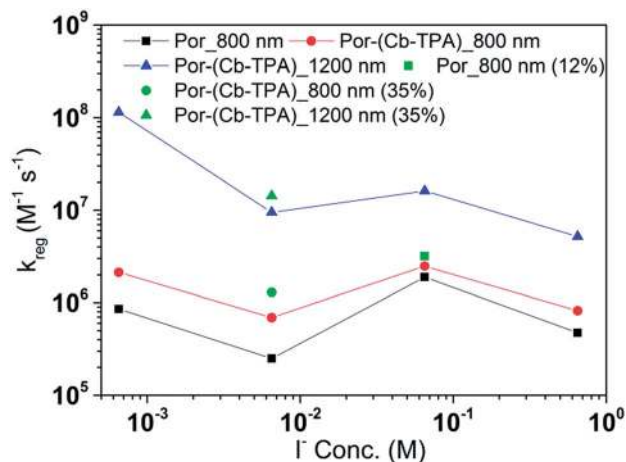 10⁹
Por_800 nm Por-(Cb-TPA)_800 nm
Por-(Cb-TPA)_1200 nm Por_800 nm (12%)
Por-(Cb-TPA)_800 nm (35%)
Por-(Cb-TPA)_1200 nm (35%)
10⁸
10⁷
10⁶
10⁵
k_reg (M⁻¹ s⁻¹)
10⁻³ 10⁻² 10⁻¹ 10⁰
I⁻ Conc. (M)